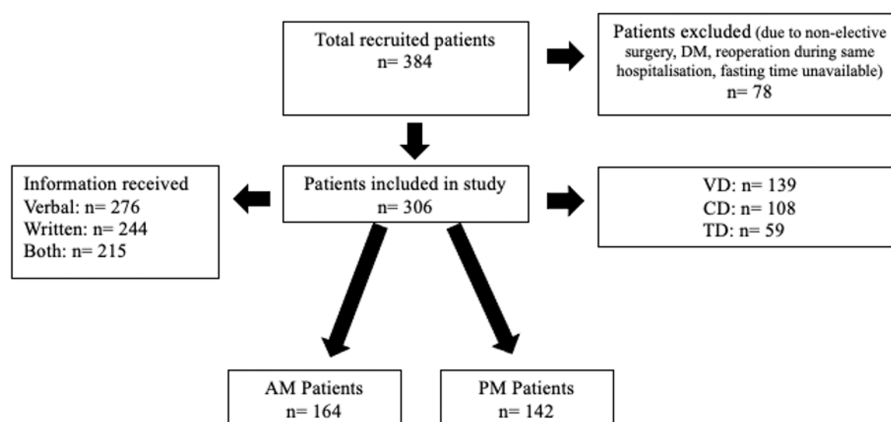 Total recruited patients
n= 384
Patients excluded (due to non-elective
surgery, DM, reoperation during same
hospitalisation, fasting time unavailable)
n= 78
Information received
Verbal: n= 276
Written: n= 244
Both: n= 215
Patients included in study
n= 306
VD: n= 139
CD: n= 108
TD: n= 59
AM Patients
n= 164
PM Patients
n= 142